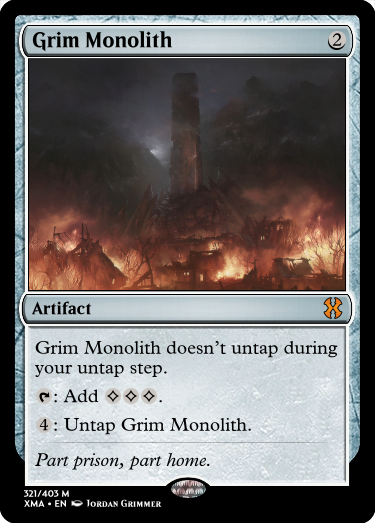 Grim Monolith 2
Artifact
Grim Monolith doesn't untap during
your untap step.
: Add .
4: Untap Grim Monolith.
Part prison, part home.
321/403 M
XMA • EN Jordan Grimmer